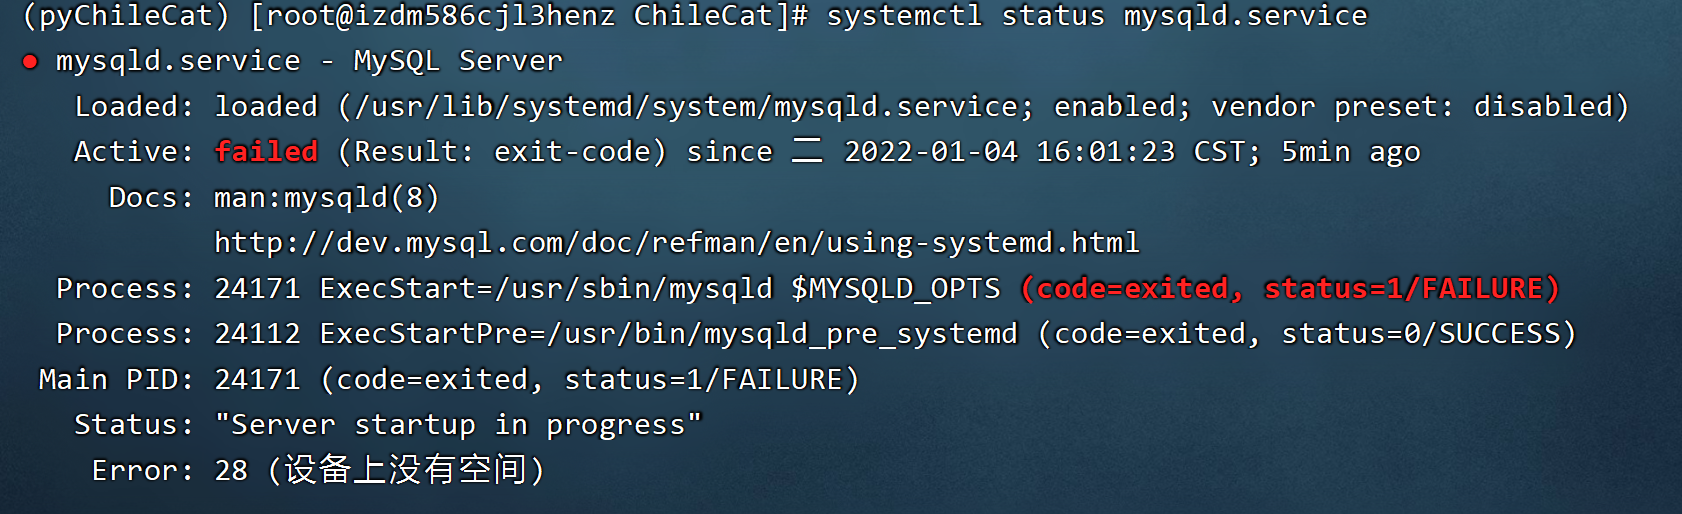 (pyChileCat) [root@izdm586cjl3henz ChileCat]# systemctl status mysqld.service
● mysqld.service - MySQL Server
Loaded: loaded (/usr/lib/systemd/system/mysqld.service; enabled; vendor preset: disabled)
Active: failed (Result: exit-code) since 二 2022-01-04 16:01:23 CST; 5min ago
Docs: man:mysqld(8)
http://dev.mysql.com/doc/refman/en/using-systemd.html
Process: 24171 ExecStart=/usr/sbin/mysqld $MYSQLD_OPTS (code=exited, status=1/FAILURE)
Process: 24112 ExecStartPre=/usr/bin/mysqld_pre_systemd (code=exited, status=0/SUCCESS)
Main PID: 24171 (code=exited, status=1/FAILURE)
Status: "Server startup in progress"
Error: 28 (设备上没有空间)